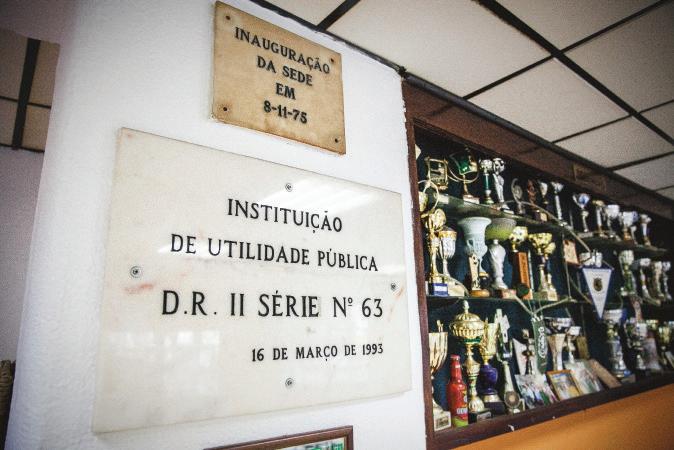 INAUGURAÇÃO
DA SEDE
EM
8-11-75
INSTITUIÇÃO
DE UTILIDADE PÚBLICA
D.R. II SÉRIE Nº 63
16 DE MARÇO DE 1993